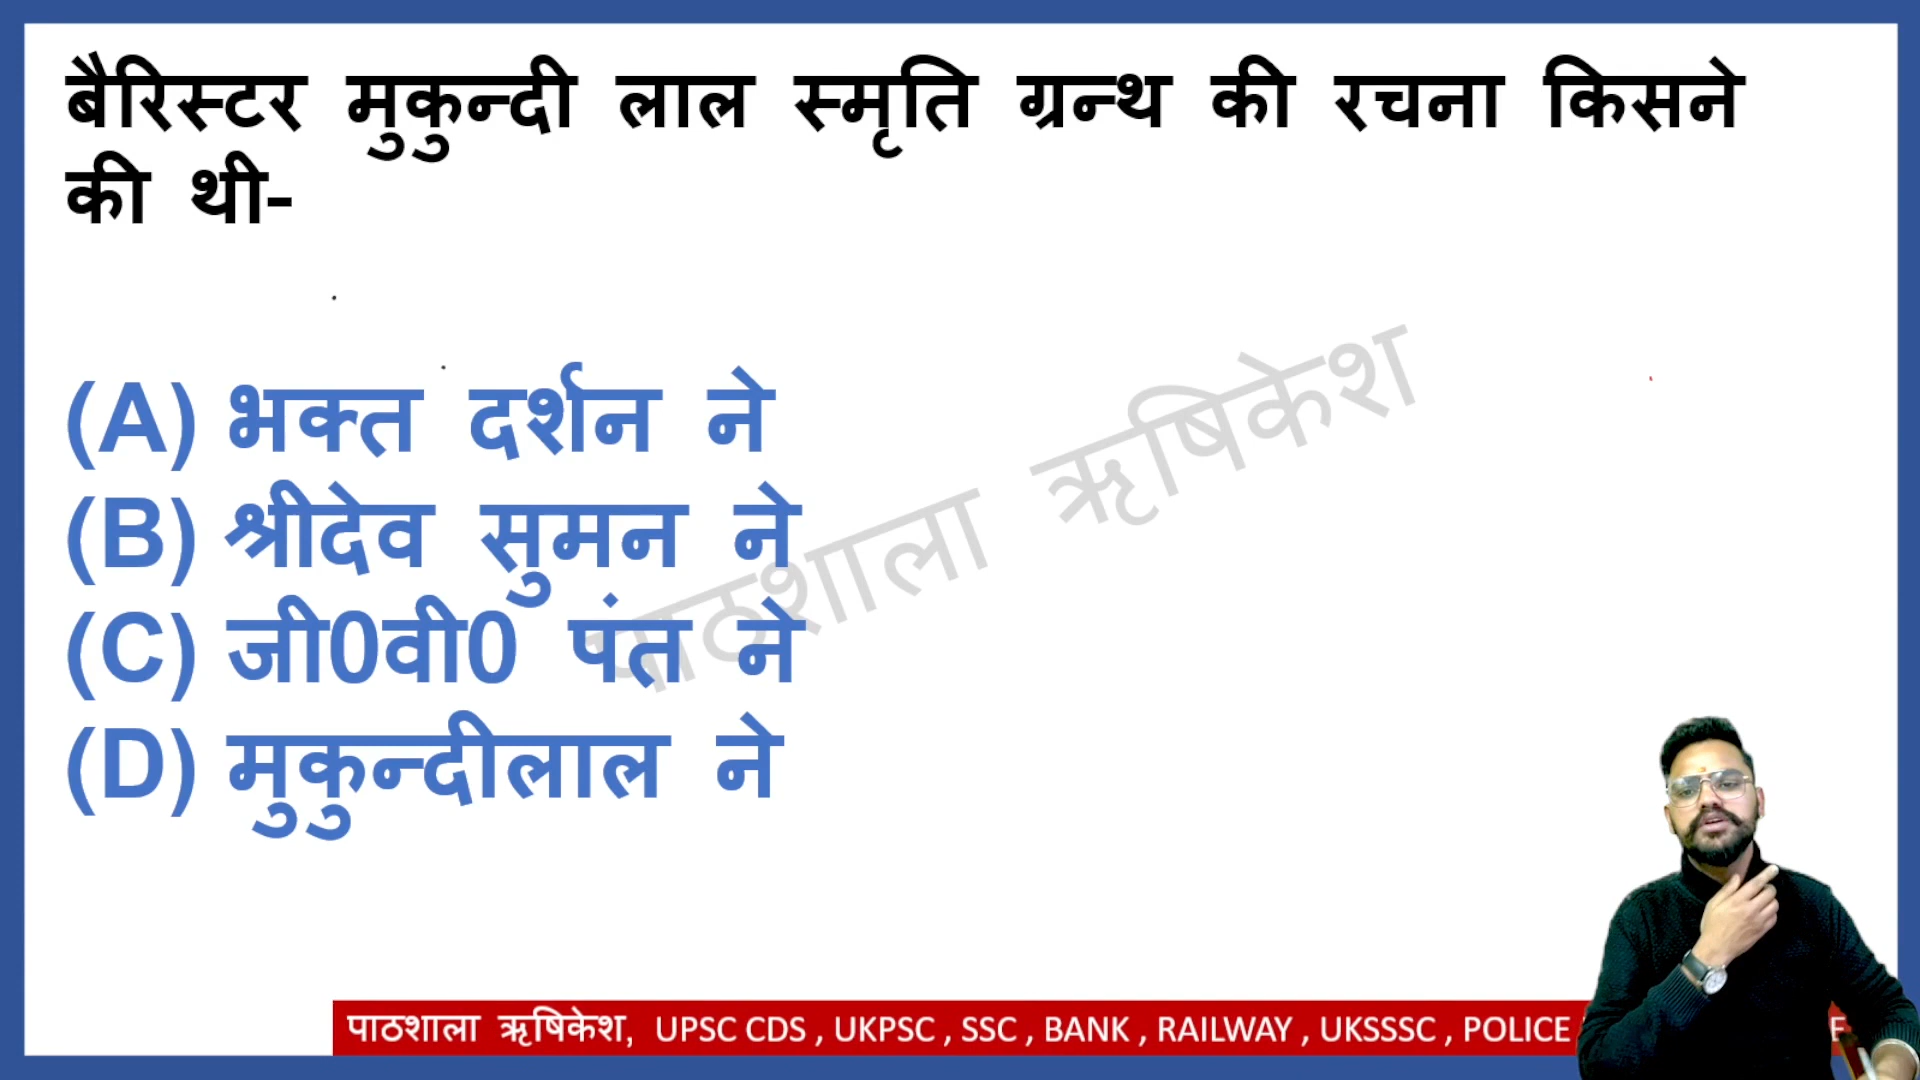 बैरिस्टर मुकुन्दी लाल स्मृति ग्रन्थ की रचना किसने
की थी-
(A) भक्त दर्शन ने
(B) श्रीदेव सुमन ने
(C) जी0वी0 पंत ने
(D) मुकुन्दीलाल ने
पाठशाला ऋषिकेश
पाठशाला ऋषिकेश, UPSC CDS , UKPSC , SSC , BANK , RAILWAY , UKSSSC , POLICE